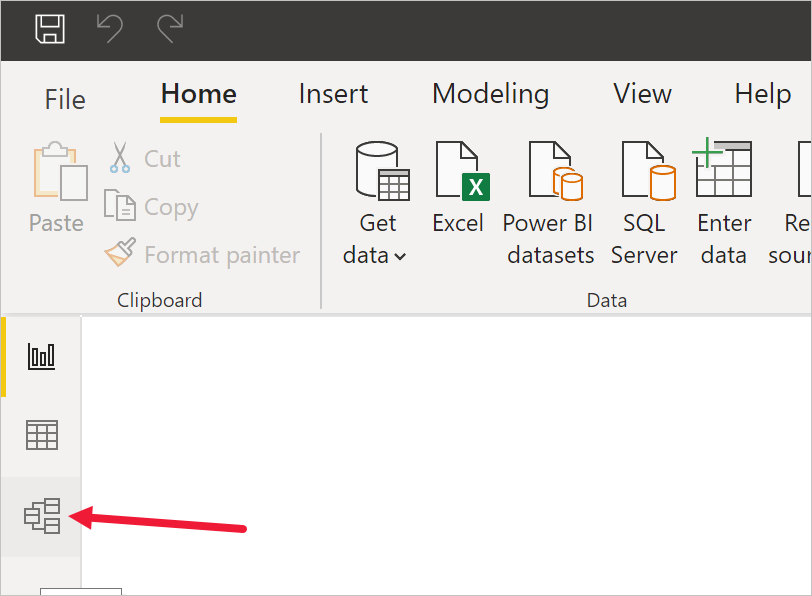 File Home Insert Modeling View Help
Paste
Cut
Copy
Format painter
Clipboard
Get
data
X
Excel
Power BI
datasets
SQL
Server
Enter
data
Data